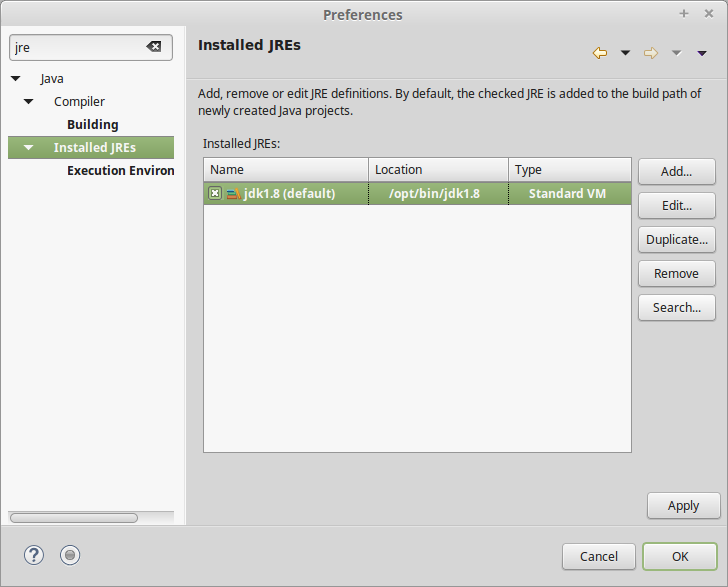 Preferences
jre
Java
Compiler
Building
Installed JREs
Execution Environ
Installed JREs
Add, remove or edit JRE definitions. By default, the checked JRE is added to the build path of
newly created Java projects.
Installed JREs:
Name Location Type
jdk1.8 (default) /opt/bin/jdk1.8 Standard VM
Add...
Edit...
Duplicate...
Remove
Search...
Apply
?
Cancel OK